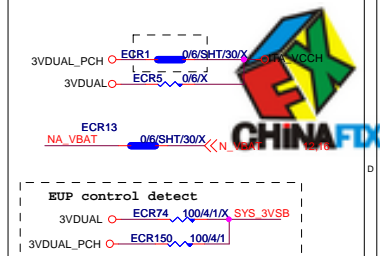 3VDUAL_PCH ECR1 0/6/SHT/30/X
3VDUAL ECR5 0/6/X
ECR13
NA_VBAT 0/6/SHT/30/X
CHINAFIX
D
EUP control detect
3VDUAL ECR74 100/4/1/X SYS_3VSB
3VDUAL_PCH ECR150 100/4/1